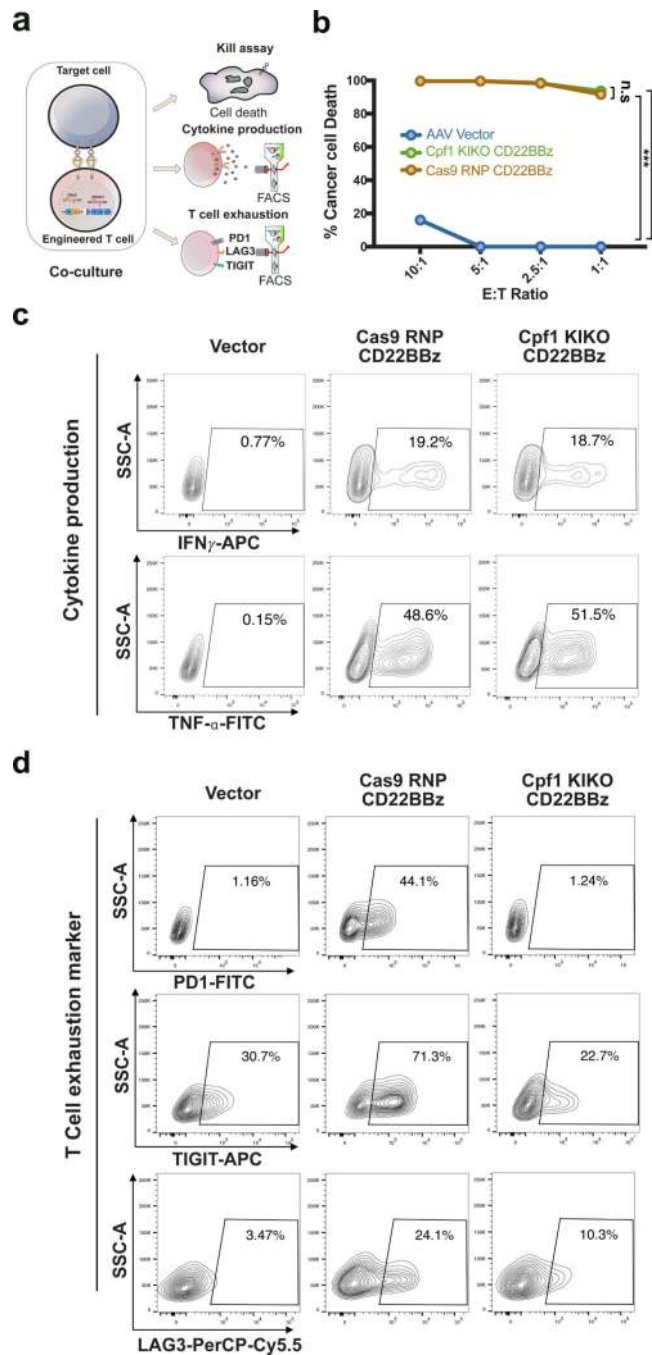 a
Target cell
Engineered T cell
Co-culture
Kill assay
Cell death
Cytokine production
FACS
T cell exhaustion
PD1
LAG3
TIGIT
FACS
b
% Cancer cell Death
100
80
60
40
20
0
AAV Vector
Cpf1 KIKO CD22BBz
Cas9 RNP CD22BBz
n.s
***
10:1
5:1
2.5:1
1:1
E:T Ratio
c
Cytokine production
Vector
Cas9 RNP
CD22BBz
Cpf1 KIKO
CD22BBz
SSC-A
0.77%
19.2%
18.7%
IFNγ-APC
SSC-A
0.15%
48.6%
51.5%
TNF-α-FITC
d
T Cell exhaustion marker
Vector
Cas9 RNP
CD22BBz
Cpf1 KIKO
CD22BBz
SSC-A
1.16%
44.1%
1.24%
PD1-FITC
SSC-A
30.7%
71.3%
22.7%
TIGIT-APC
SSC-A
3.47%
24.1%
10.3%
LAG3-PerCP-Cy5.5